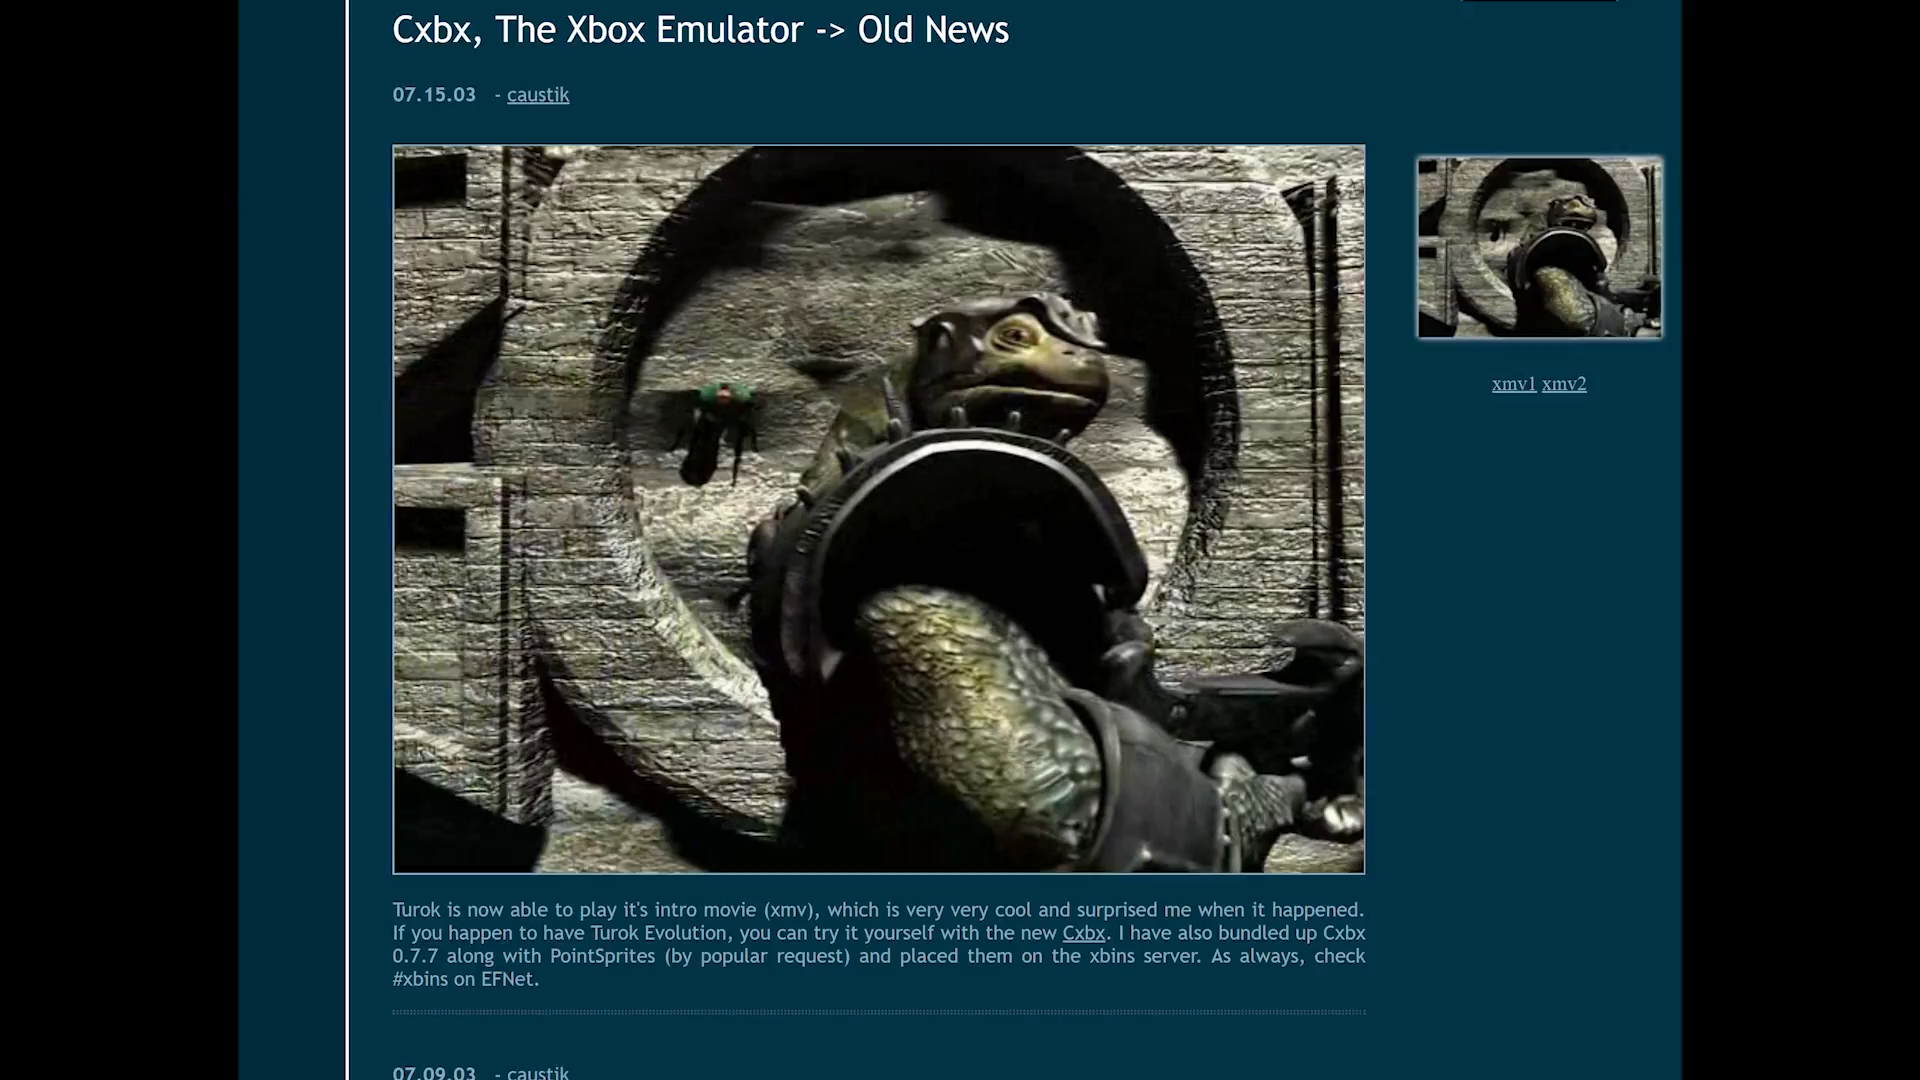 Cxbx, The Xbox Emulator -> Old News
07.15.03 - caustik
xmv1 xmv2
Turok is now able to play it's intro movie (xmv), which is very very cool and surprised me when it happened.
If you happen to have Turok Evolution, you can try it yourself with the new Cxbx. I have also bundled up Cxbx
0.7.7 along with PointSprites (by popular request) and placed them on the xbins server. As always, check
#xbins on EFNet.
07.09.03 - caustik